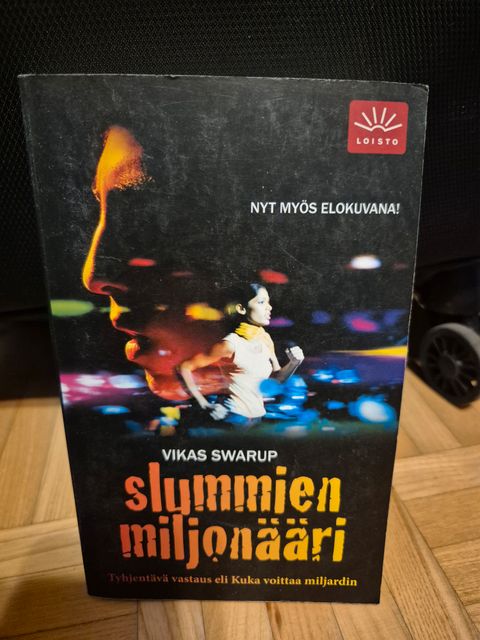 LOISTO
NYT MYÖS ELOKUVANA!
VIKAS SWARUP
slummien
miljonääri
Tyhjentävä vastaus eli Kuka voittaa miljardin